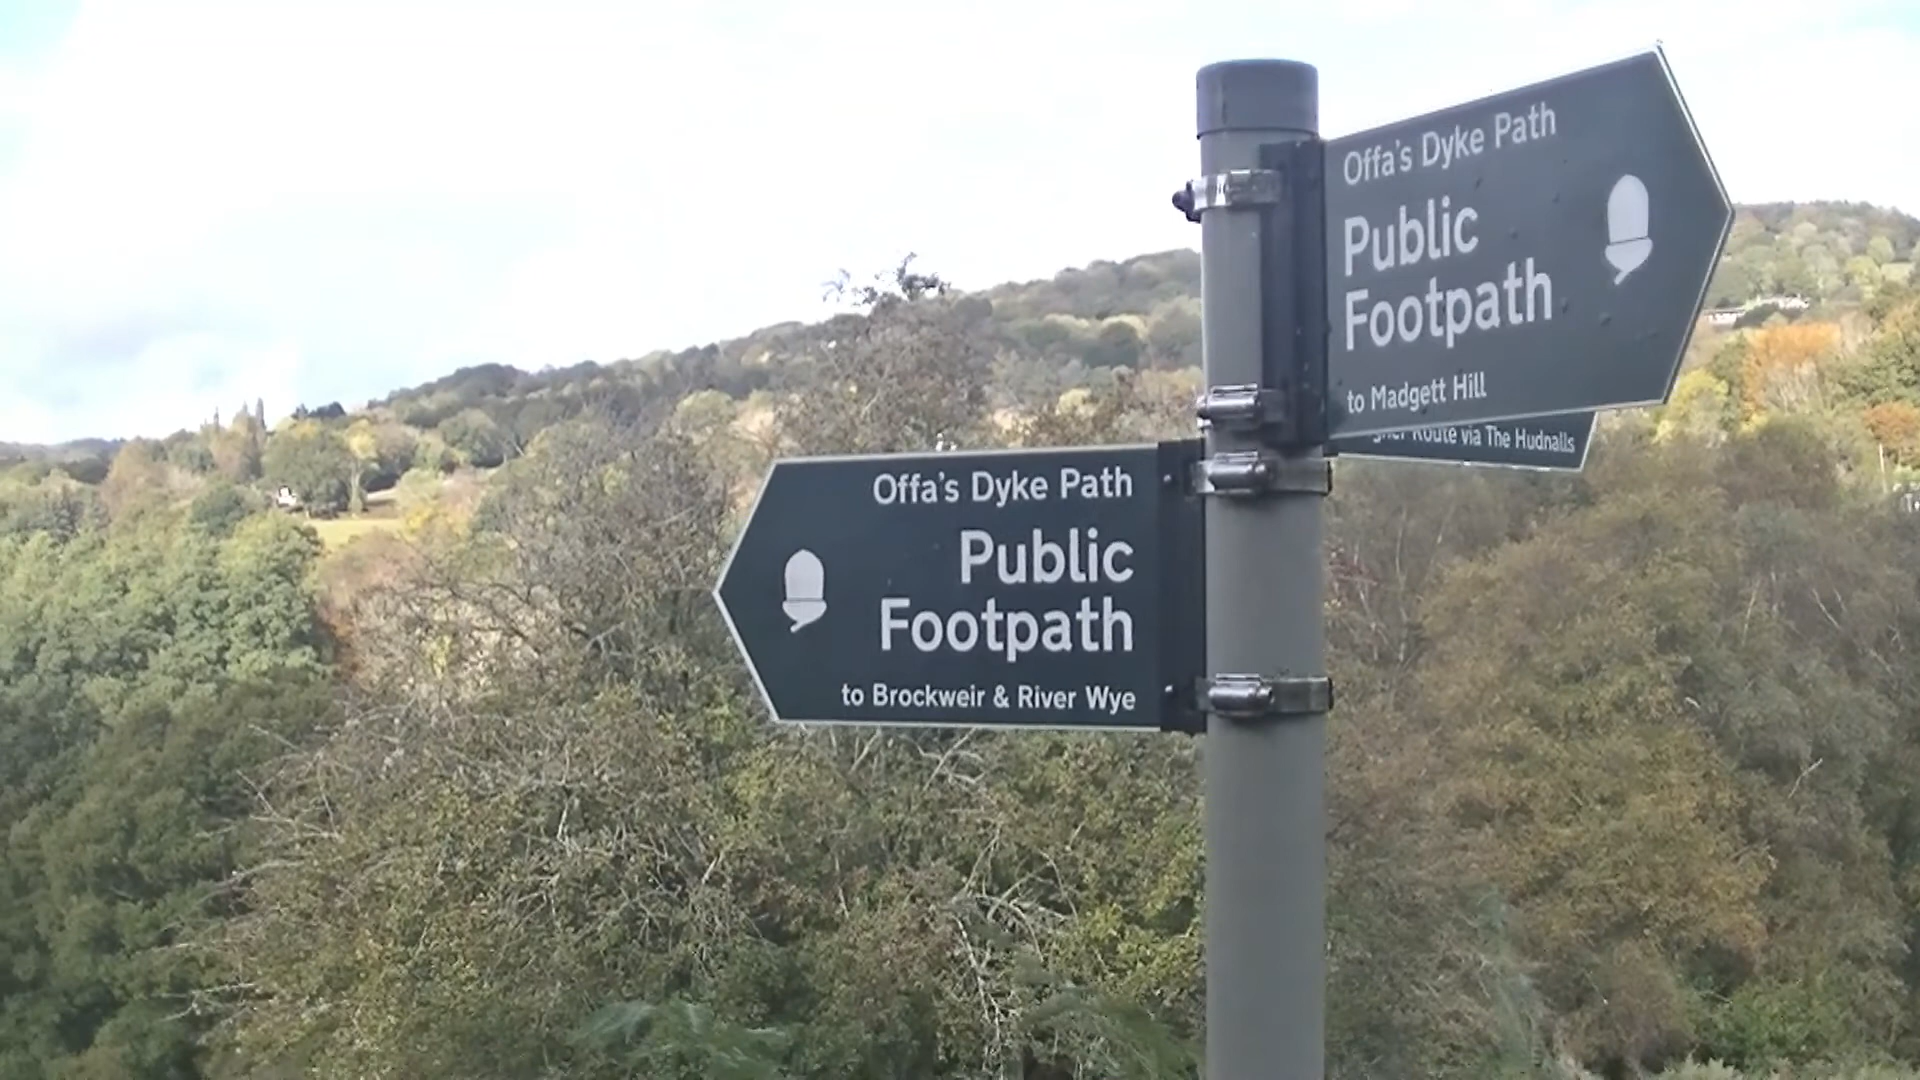 Offa's Dyke Path
Public
Footpath
to Madgett Hill
Route via The Hudnalls
Offa's Dyke Path
Public
Footpath
to Brockweir & River Wye